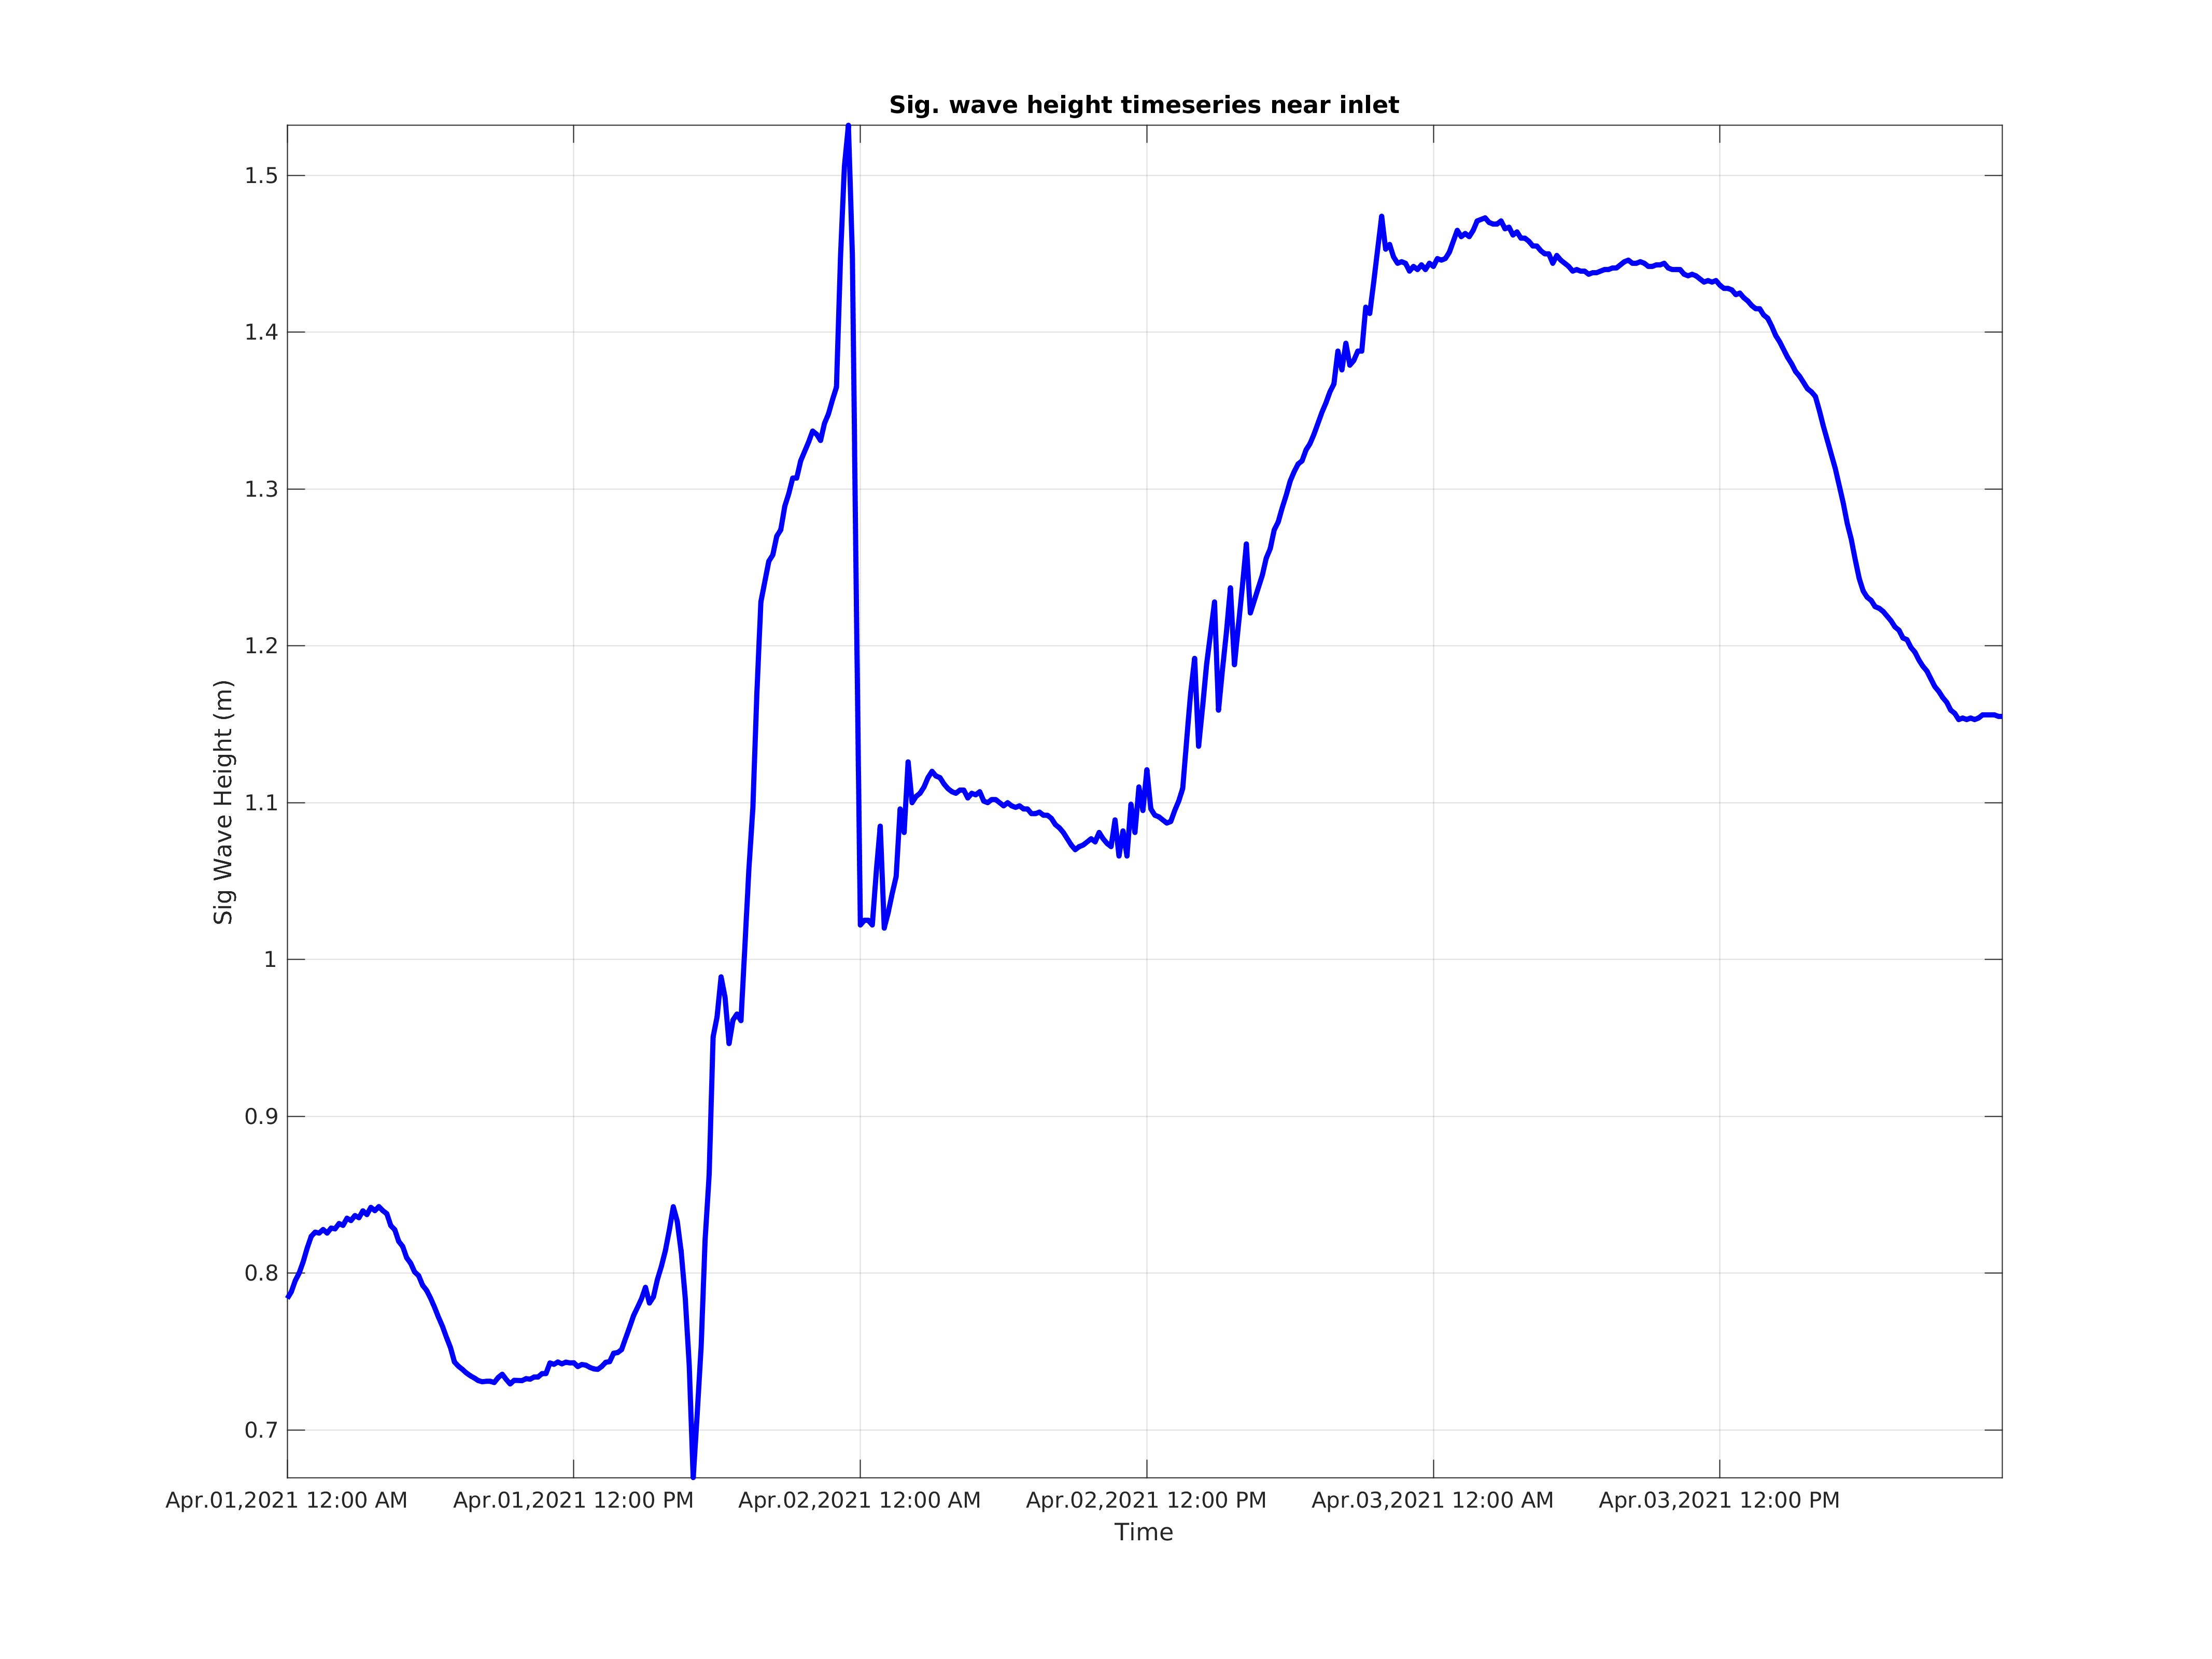 Sig. wave height timeseries near inlet
1.5
1.4
1.3
1.2
1.1
1
0.9
0.8
0.7
Sig Wave Height (m)
Apr.01,2021 12:00 AM Apr.01,2021 12:00 PM Apr.02,2021 12:00 AM Apr.02,2021 12:00 PM Apr.03,2021 12:00 AM Apr.03,2021 12:00 PM
Time